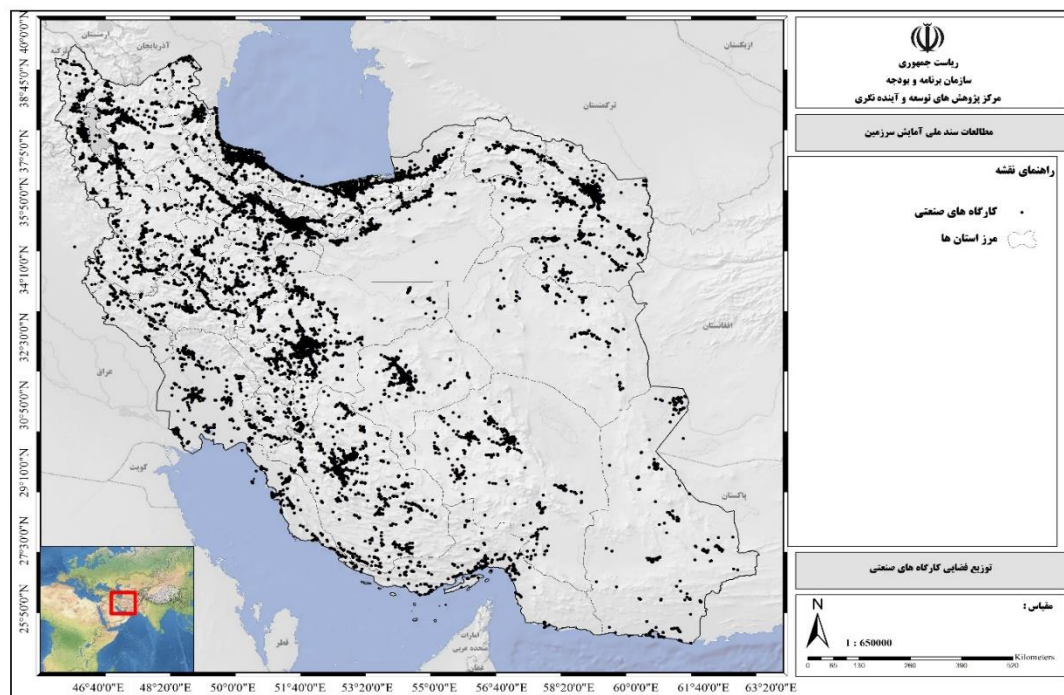 ریاست جمهوری
سازمان برنامه و بودجه
مرکز پژوهش های توسعه و آینده نگری
مطالعات سند ملی آمایش سرزمین
راهنمای نقشه
کارگاه های صنعتی
مرز استان ها
توزیع فضایی کارگاه های صنعتی
مقیاس :
N
1 : 650000
Kilometers
0 65 130 260 390 520
ارمنستان
ترکیه
آذربایجان
ازبکستان
ترکمنستان
افغانستان
عراق
کویت
پاکستان
قطر
امارات
متحده عربی
عمان
40°0'0"N
38°45'0"N
37°5'0"N
35°50'0"N
34°10'0"N
32°30'0"N
30°50'0"N
29°10'0"N
27°30'0"N
25°50'0"N
46°40'0"E 48°20'0"E 50°0'0"E 51°40'0"E 53°20'0"E 55°0'0"E 56°40'0"E 58°20'0"E 60°0'0"E 61°40'0"E 63°20'0"E